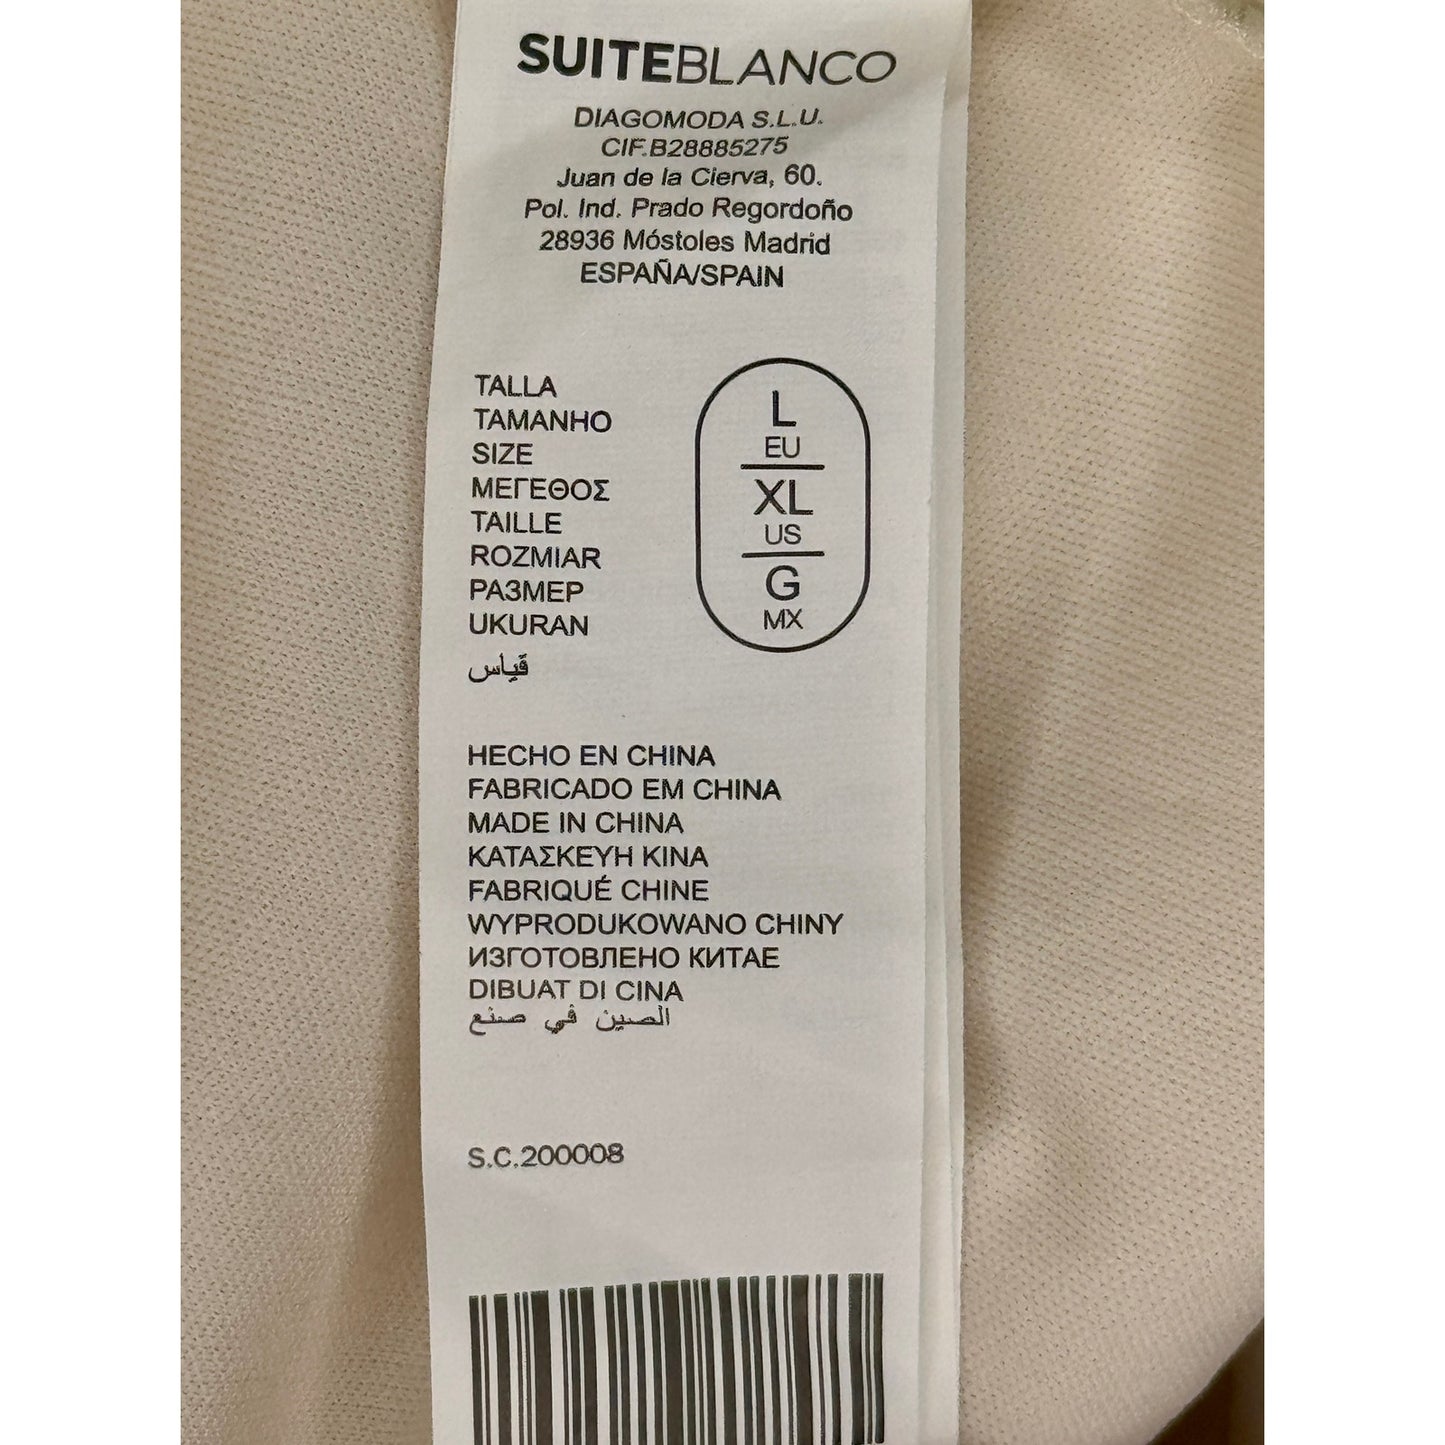 SUITEBLANCO
DIAGOMODA S.L.U.
CIF.B28885275
Juan de la Cierva, 60.
Pol. Ind. Prado Regordoño
28936 Móstoles Madrid
ESPAÑA/SPAIN
TALLA
TAMANHO
SIZE
ΜΕΓΕΘΟΣ
TAILLE
ROZMIAR
РАЗМЕР
UKURAN
قياس
L
EU
XL
US
G
MX
HECHO EN CHINA
FABRICADO EM CHINA
MADE IN CHINA
ΚΑΤΑΣΚΕΥΗ ΚΙΝΑ
FABRIQUÉ CHINE
WYPRODUKOWANO CHINY
ИЗГОТОВЛЕНО КИТАЕ
DIBUAT DI CINA
الصين في صنع
S.C.200008